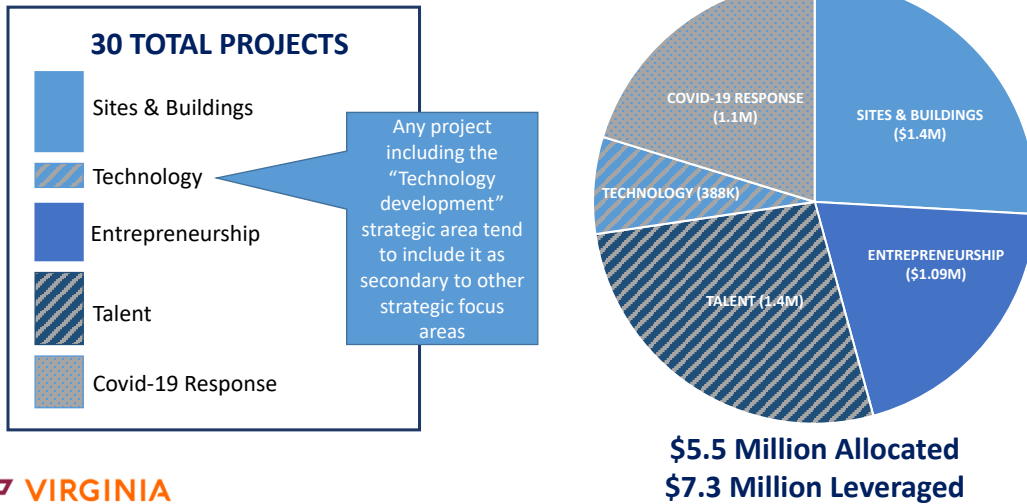 30 TOTAL PROJECTS
Sites & Buildings
Technology
Entrepreneurship
Talent
Covid-19 Response
Any project
including the
“Technology
development”
strategic area tend
to include it as
secondary to other
strategic focus
areas
COVID-19 RESPONSE
(1.1M)
SITES & BUILDINGS
($1.4M)
TECHNOLOGY (388K)
ENTREPRENEURSHIP
($1.09M)
TALENT (1.4M)
$5.5 Million Allocated
$7.3 Million Leveraged
VIRGINIA